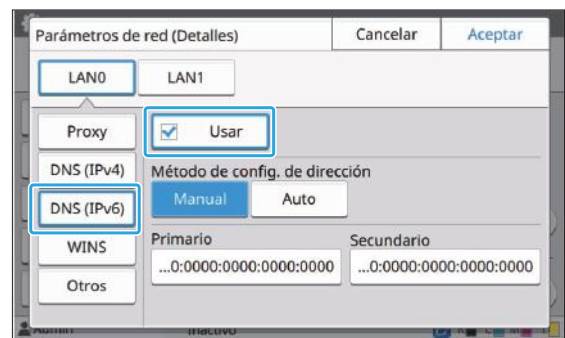 Parámetros de red (Detalles)
Cancelar
Aceptar
LAN0
LAN1
Proxy
Usar
DNS (IPv4)
Método de config. de dirección
DNS (IPv6)
Manual
Auto
WINS
Primario
Secundario
...0:0000:0000:0000:0000
...0:0000:0000:0000:0000
Otros
Admin
Inactivo